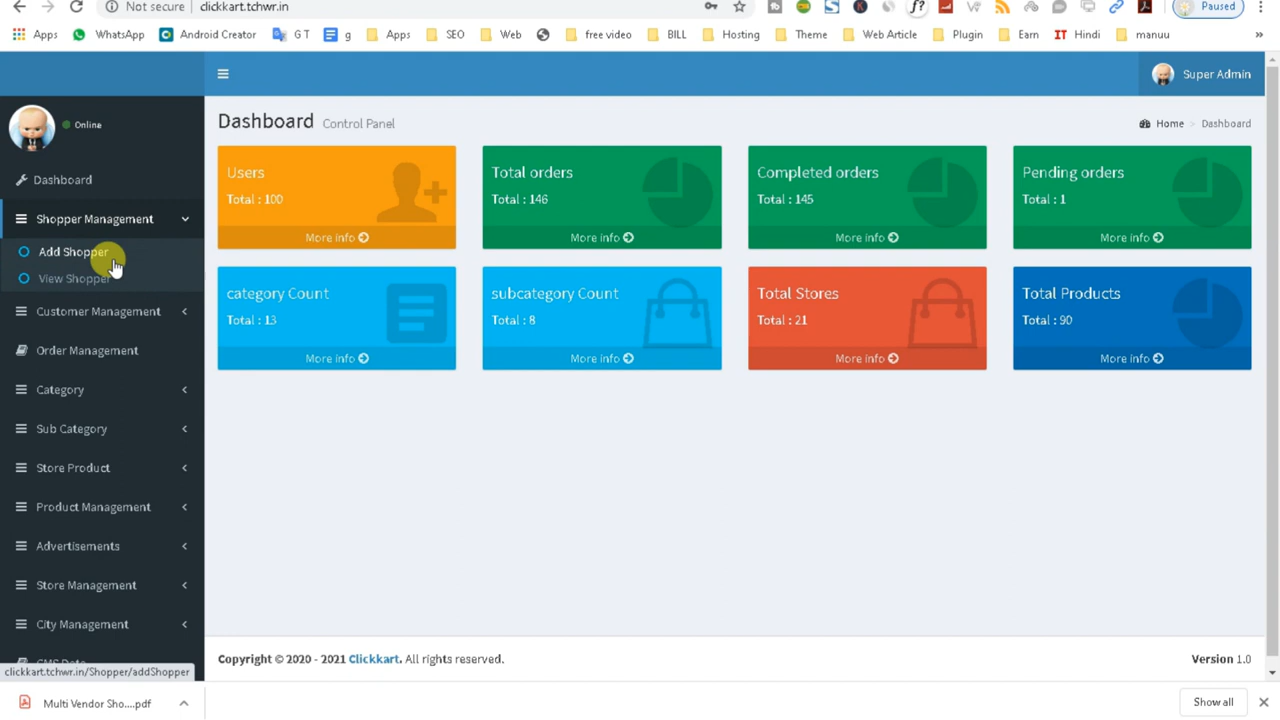 Not secure | clickkart.tchwr.in
Paused
Apps WhatsApp Android Creator G T g Apps SEO Web free video BILL Hosting Theme Web Article Plugin Earn IT Hindi manuu »
Super Admin
Online
Dashboard Control Panel
Home > Dashboard
Dashboard
Shopper Management
Add Shopper
View Shopper
Customer Management
Order Management
Category
Sub Category
Store Product
Product Management
Advertisements
Store Management
City Management
Users
Total : 100
More info
Total orders
Total : 146
More info
Completed orders
Total : 145
More info
Pending orders
Total : 1
More info
category Count
Total : 13
More info
subcategory Count
Total : 8
More info
Total Stores
Total : 21
More info
Total Products
Total : 90
More info
Copyright © 2020 - 2021 Clickkart. All rights reserved.
Version 1.0
clickkart.tchwr.in/Shopper/addShopper
Multi Vendor Sho....pdf
Show all